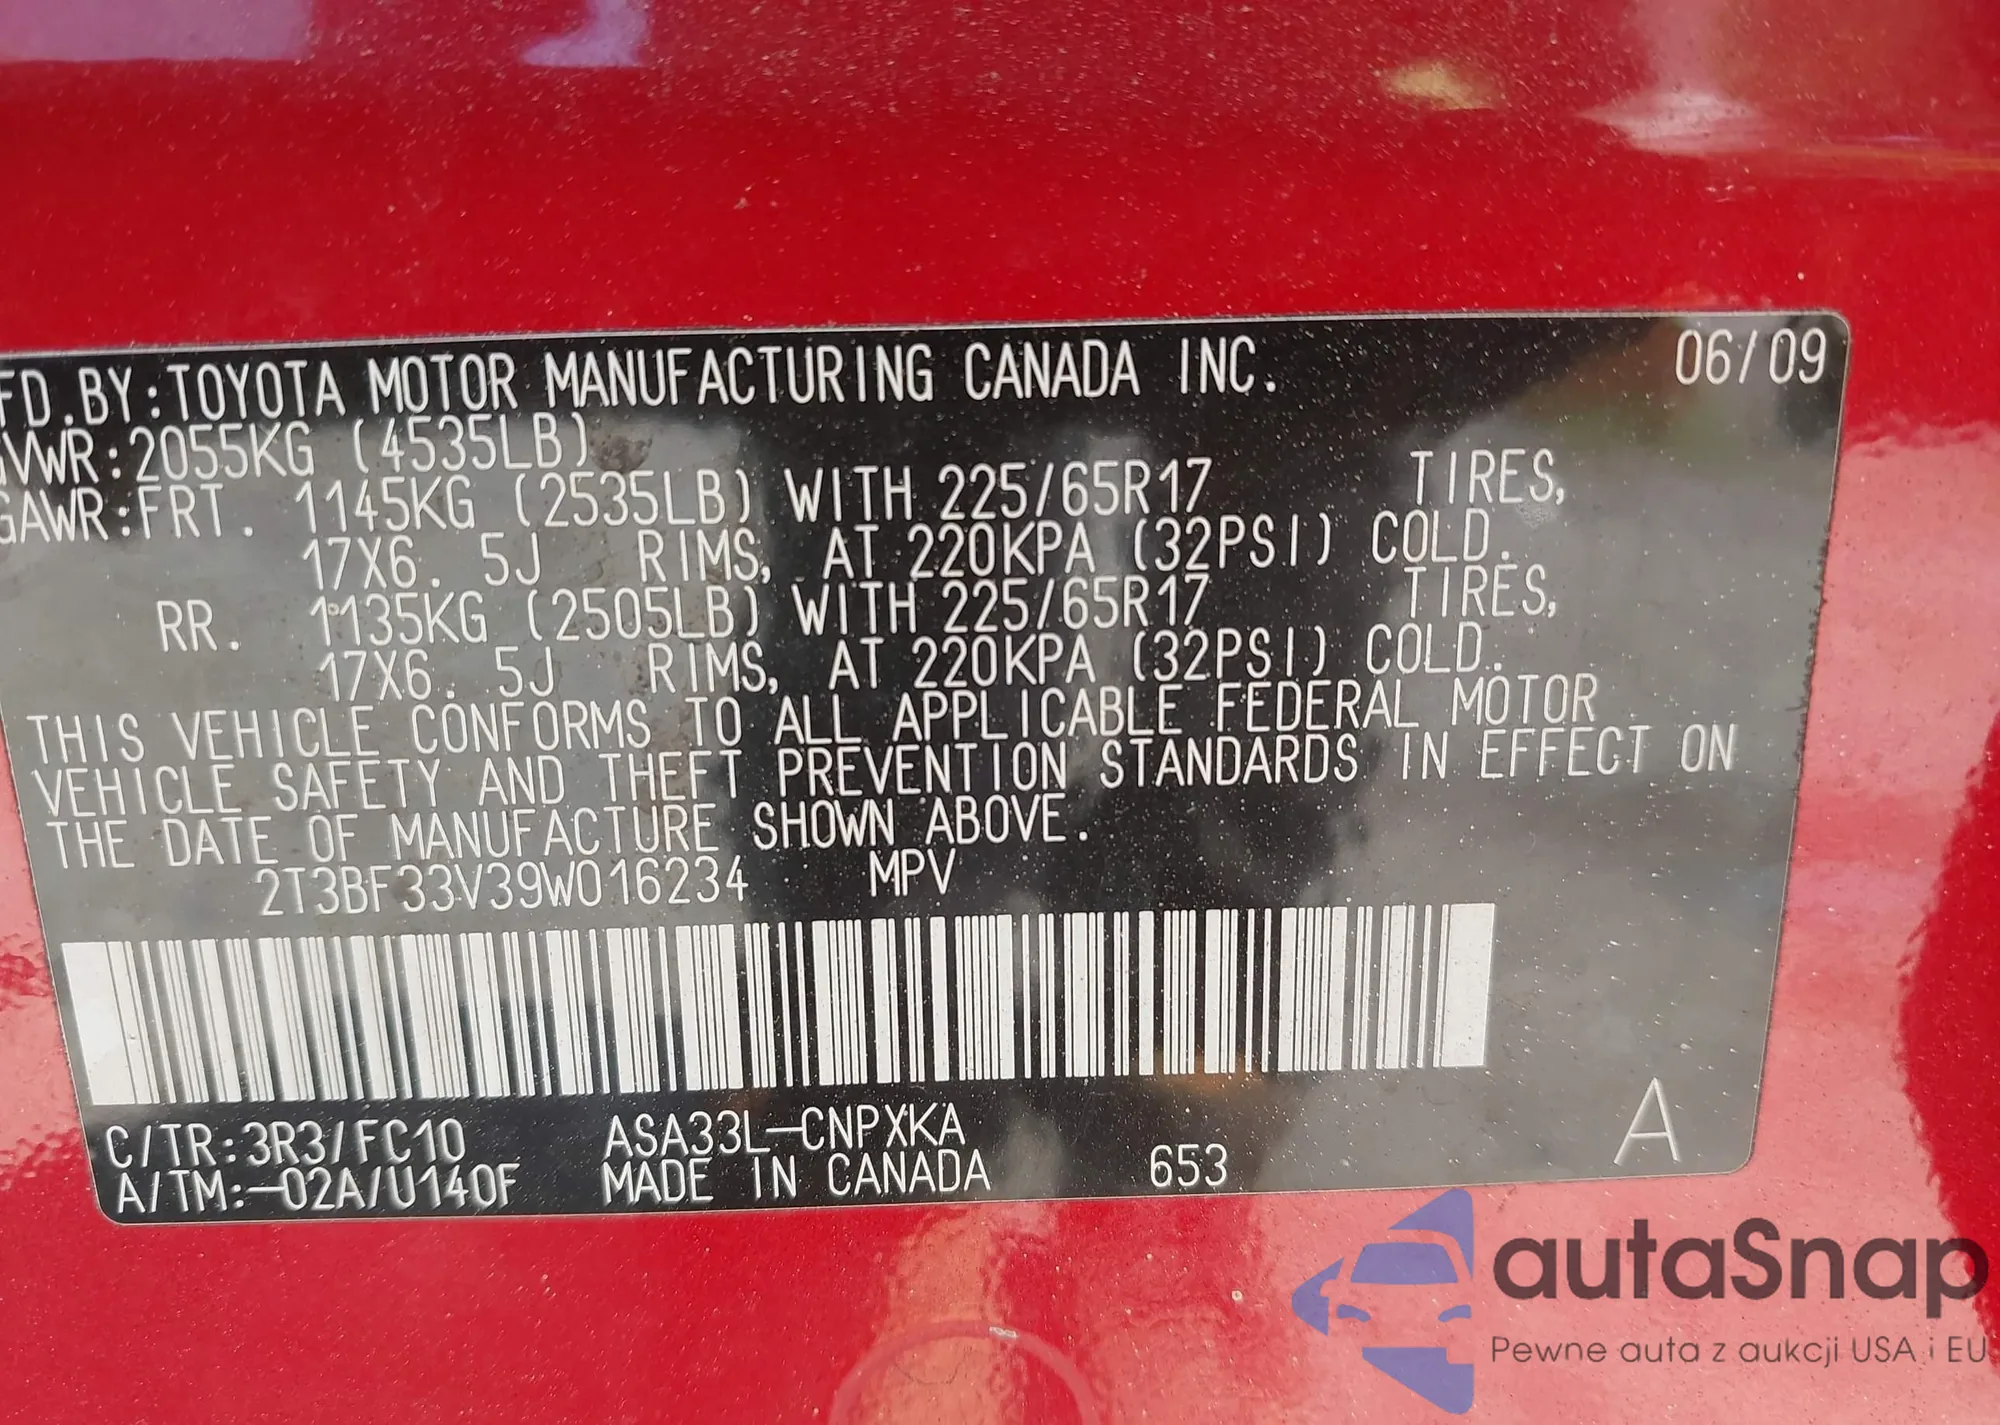 FD.BY:TOYOTA MOTOR MANUFACTURING CANADA INC. 06/09
VWR:2055KG (4535LB)
GAWR:FRT. 1145KG (2535LB) WITH 225/65R17 TIRES,
17X6.5J RIMS, AT 220KPA (32PSI) COLD.
RR. 1135KG (2505LB) WITH 225/65R17 TIRES,
17X6.5J RIMS, AT 220KPA (32PSI) COLD.
THIS VEHICLE CONFORMS TO ALL APPLICABLE FEDERAL MOTOR
VEHICLE SAFETY AND THEFT PREVENTION STANDARDS IN EFFECT ON
THE DATE OF MANUFACTURE SHOWN ABOVE.
2T3BF33V39W016234 MPV
C/TR:3R3/FC10 ASA33L-CNPXKA
A/TM:-02A/U140F MADE IN CANADA 653 A
autaSnap
Pewne auta z aukcji USA i EU